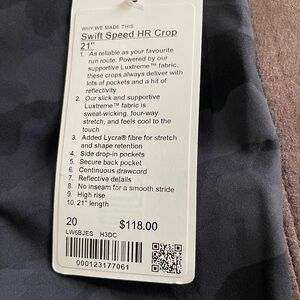 WHY WE MADE THIS
Swift Speed HR Crop
21"
1. As reliable as your favourite
run route. Powered by our
supportive Luxtreme™ fabric,
these crops always deliver with
lots of pockets and a hit of
reflectivity
2. Our slick and supportive
Luxtreme™ fabric is
sweat-wicking, four-way
stretch, and feels cool to the
touch
3. Added Lycra® fibre for stretch
and shape retention
4. Side drop-in pockets
5. Secure back pocket
6. Continuous drawcord
7. Reflective details
8. No inseam for a smooth stride
9. High rise
10. 21" length
20 $118.00
LW6BJES H3DC
000123177061